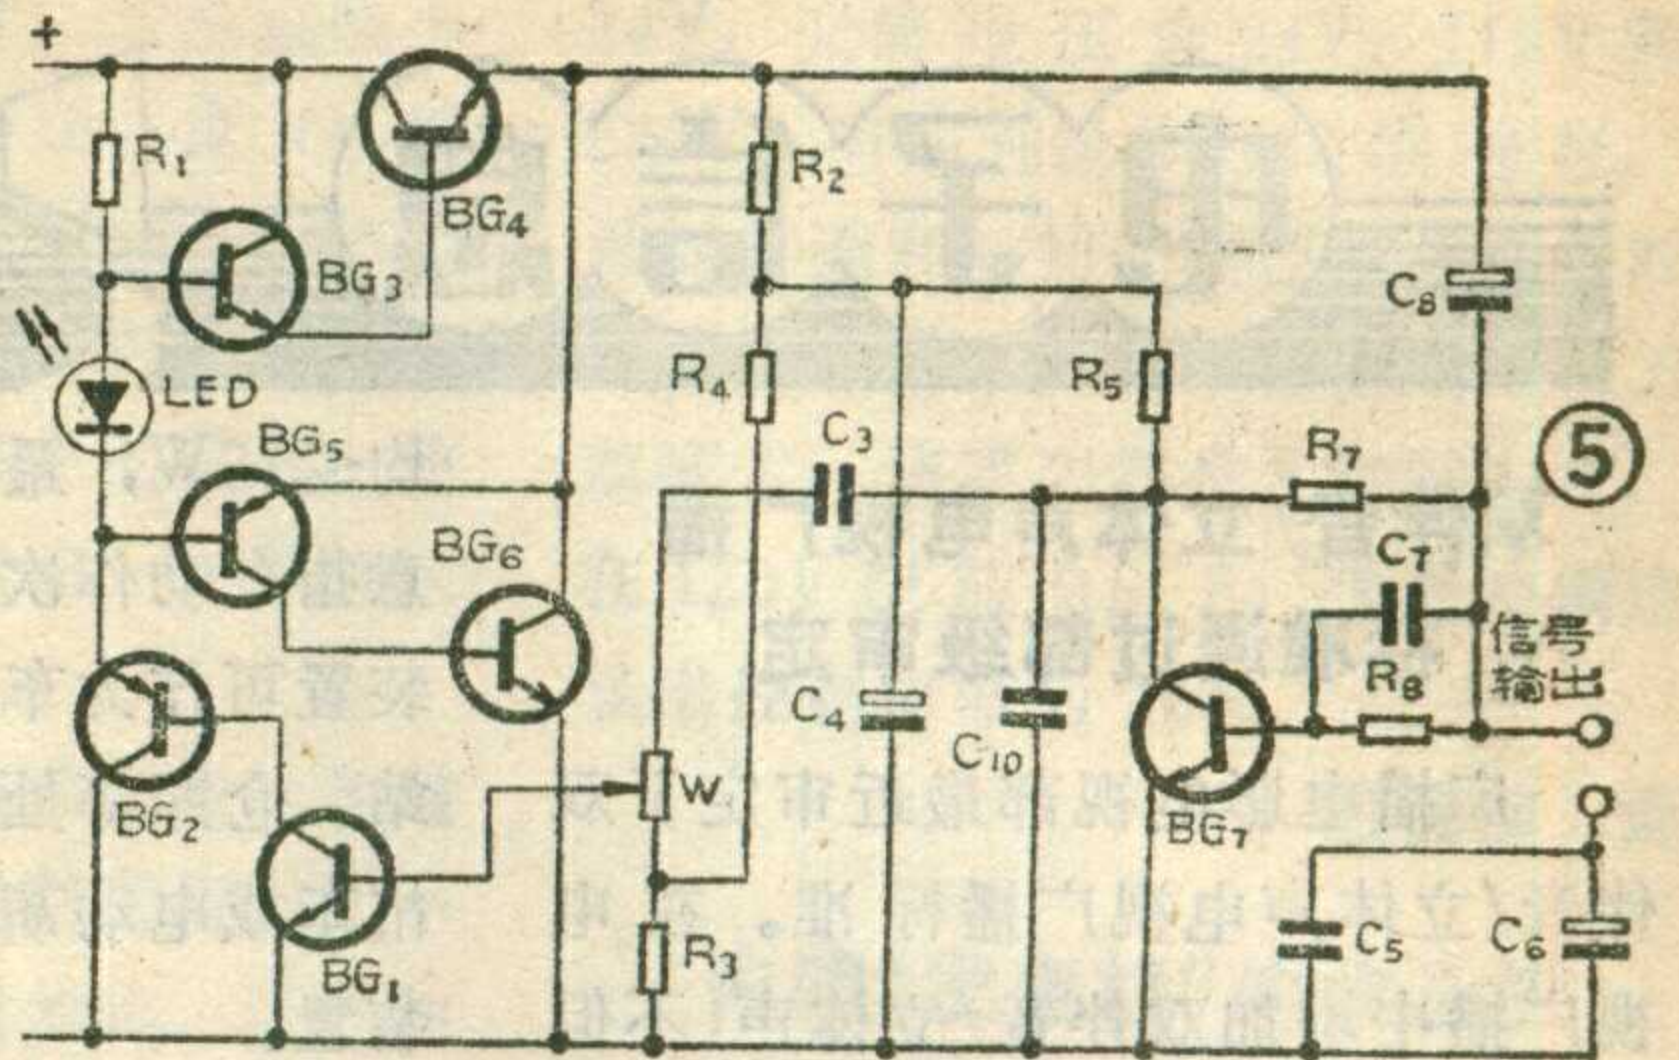 +
R₁
BG₄
R₂
BG₃
C₈
LED
R₄
R₅
BG₅
C₃
R₇
⑤
BG₆
C₇
信号
输出
R₈
C₄
C₁₀
W
BG₂
BG₇
R₃
C₅
C₆
BG₁